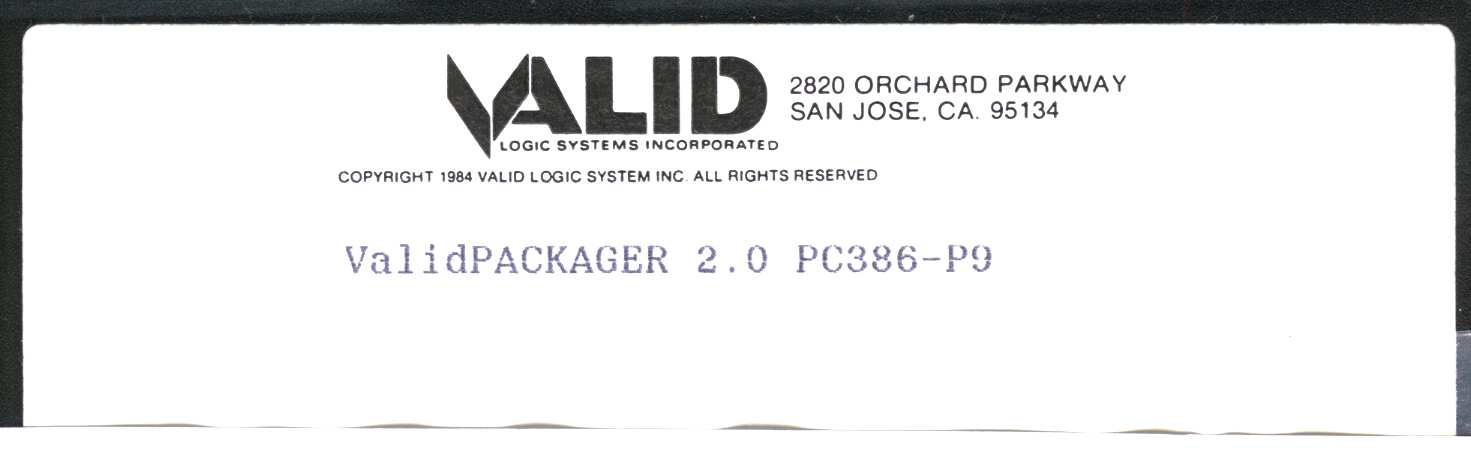 VALID
LOGIC SYSTEMS INCORPORATED
2820 ORCHARD PARKWAY
SAN JOSE, CA. 95134
COPYRIGHT 1984 VALID LOGIC SYSTEM INC. ALL RIGHTS RESERVED
ValidPACKAGER 2.0 PC386-P9